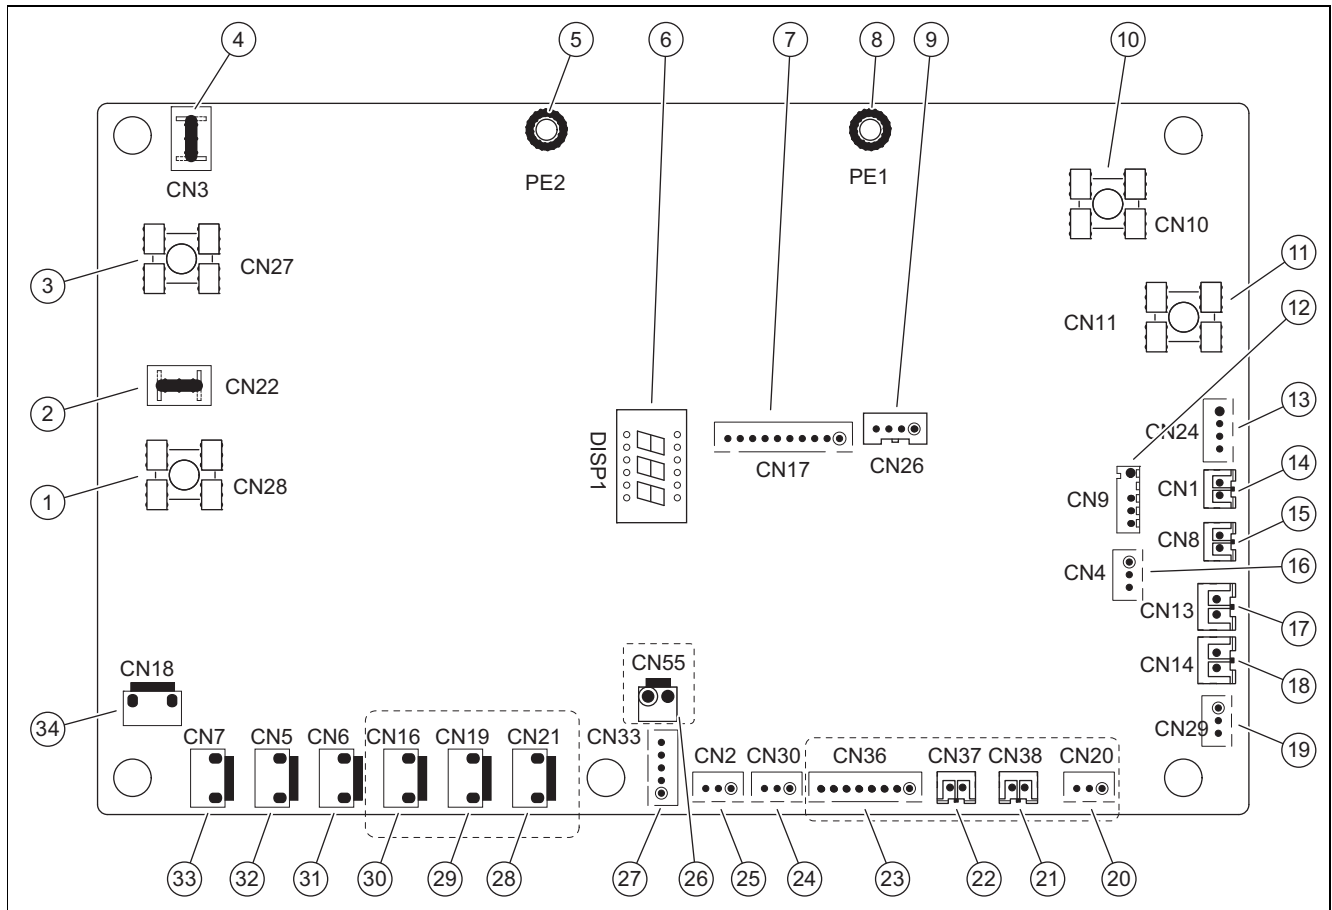 4 5 6 7 8 9 10
CN3 PE2 PE1
CN10
CN27
3
11
12
CN11
CN22
2
13
CN24
DISP1
CN17 CN26
CN28
1
CN9 CN1 14
15
CN8
16
CN4
CN13
17
CN18 CN55
CN14
18
34
CN29
19
CN7 CN5 CN6 CN16 CN19 CN21 CN33
CN2 CN30 CN36 CN37 CN38 CN20
33 32 31 30 29 28 27 26 25 24 23 22 21 20